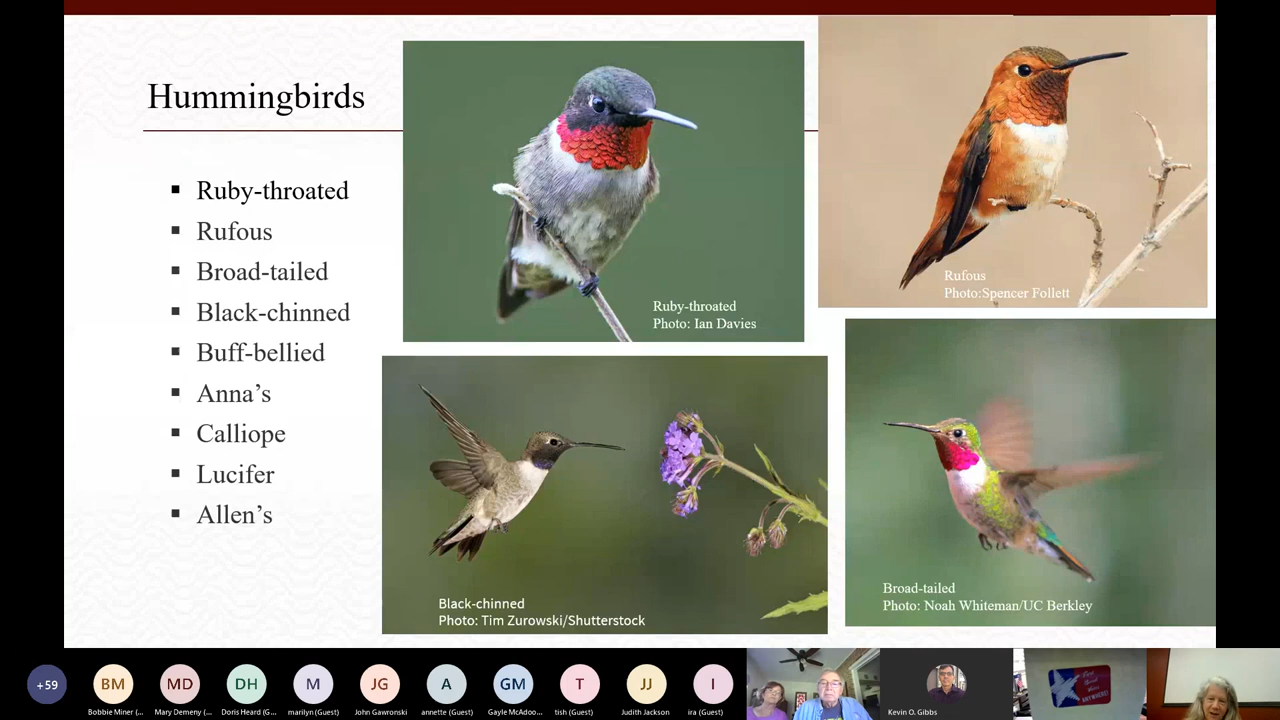 Hummingbirds
Ruby-throated
Rufous
Broad-tailed
Black-chinned
Buff-bellied
Anna's
Calliope
Lucifer
Allen's
Ruby-throated
Photo: Ian Davies
Rufous
Photo:Spencer Follett
Black-chinned
Photo: Tim Zurowski/Shutterstock
Broad-tailed
Photo: Noah Whiteman/UC Berkley
+59
BM
MD
DH
M
JG
A
GM
T
JJ
I
Bobbie Miner (...
Mary Demeny (...
Doris Heard (G...
marilyn (Guest)
John Gawronski
annette (Guest)
Gayle McAdoo...
tish (Guest)
Judith Jackson
ira (Guest)
Kevin O. Gibbs